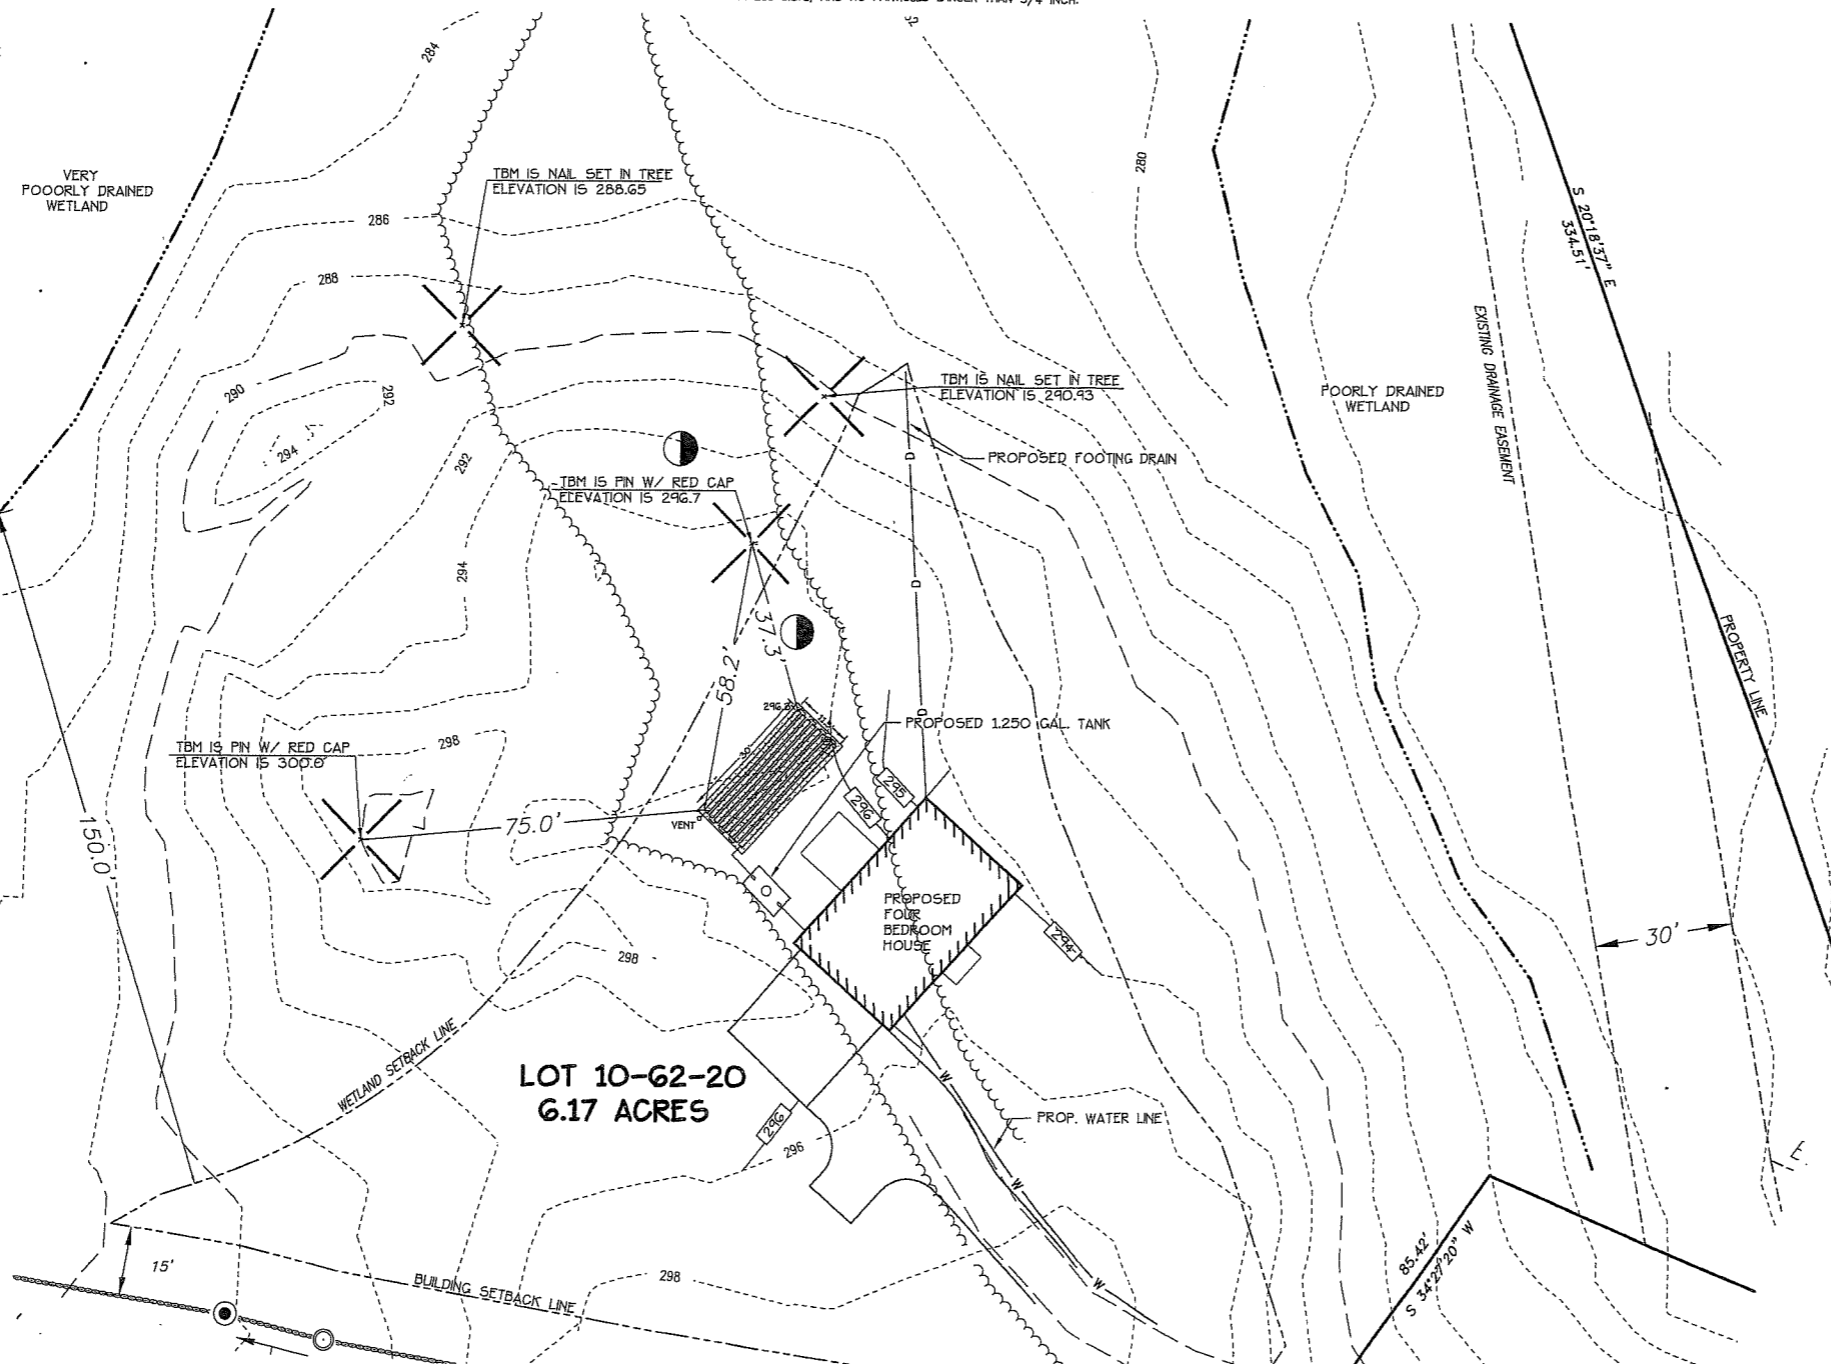 284
280
VERY
POOORLY DRAINED
WETLAND
TBM IS NAIL SET IN TREE
ELEVATION IS 288.65
286
288
S 20°18'37" E
334.51'
290
292
294
292
TBM IS NAIL SET IN TREE
ELEVATION IS 290.93
PROPOSED FOOTING DRAIN
D
POORLY DRAINED
WETLAND
EXISTING DRAINAGE EASEMENT
TBM IS PIN W/ RED CAP
ELEVATION IS 296.7
294
D
37.3'
58.2'
PROPERTY LINE
D
PROPOSED 1,250 GAL. TANK
298
TBM IS PIN W/ RED CAP
ELEVATION IS 300.0'
30'
295
296
VENT
75.0'
150.0'
PROPOSED
FOUR
BEDROOM
HOUSE
294
30'
298
WETLAND SETBACK LINE
LOT 10-62-20
6.17 ACRES
W
PROP. WATER LINE
296
296
E.
W
15'
BUILDING SETBACK LINE
298
W
85.42'
S 34°27'20" W